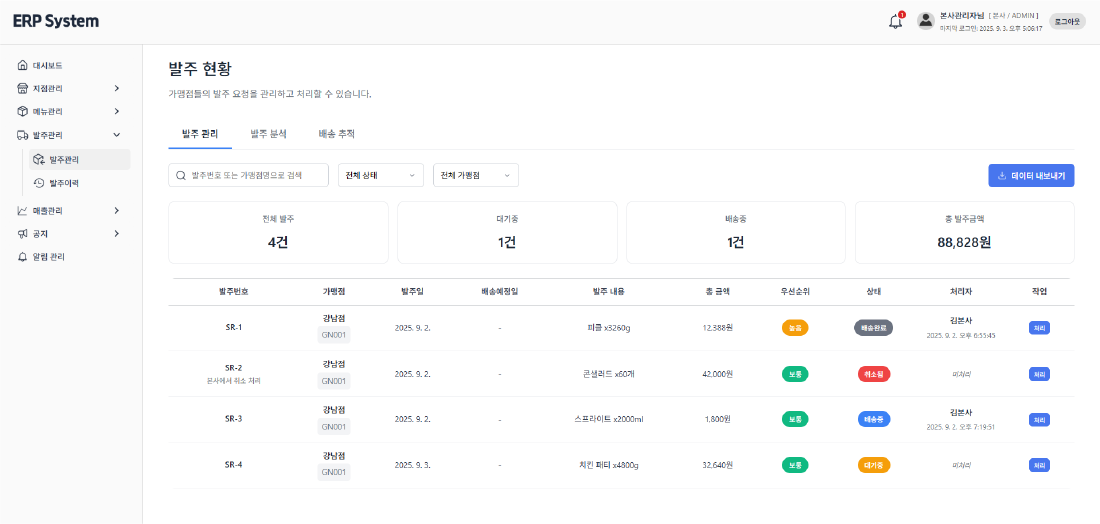 ERP System
1
본사관리자님 [ 본사 / ADMIN ]
마지막 로그인: 2025. 9. 3. 오후 5:06:17
로그아웃
대시보드
지점관리
메뉴관리
발주관리
발주관리
발주이력
매출관리
공지
알림 관리
발주 현황
가맹점들의 발주 요청을 관리하고 처리할 수 있습니다.
발주 관리 발주 분석 배송 추적
발주번호 또는 가맹점명으로 검색 전체 상태 전체 가맹점 데이터 내보내기
전체 발주 대기중 배송중 총 발주금액
4건 1건 1건 88,828원
발주번호 가맹점 발주일 배송예정일 발주 내용 총 금액 우선순위 상태 처리자 작업
SR-1 강남점 GN001 2025. 9. 2. - 피클 x3260g 12,388원 높음 배송완료 김본사 2025. 9. 2. 오후 6:55:45 처리
SR-2 본사에서 취소 처리 강남점 GN001 2025. 9. 2. - 콘샐러드 x60개 42,000원 보통 취소됨 미처리 처리
SR-3 강남점 GN001 2025. 9. 2. - 스프라이트 x2000ml 1,800원 보통 배송중 김본사 2025. 9. 2. 오후 7:19:51 처리
SR-4 강남점 GN001 2025. 9. 3. - 치킨 패티 x4800g 32,640원 보통 대기중 미처리 처리